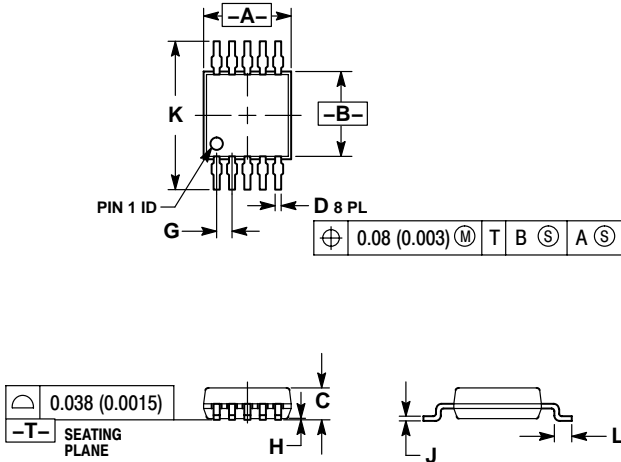 –A–
K
–B–
PIN 1 ID
G
D 8 PL
⌖ 0.08 (0.003) Ⓜ T B Ⓢ A Ⓢ
⌓ 0.038 (0.0015)
–T– SEATING
PLANE
C
H
J
L